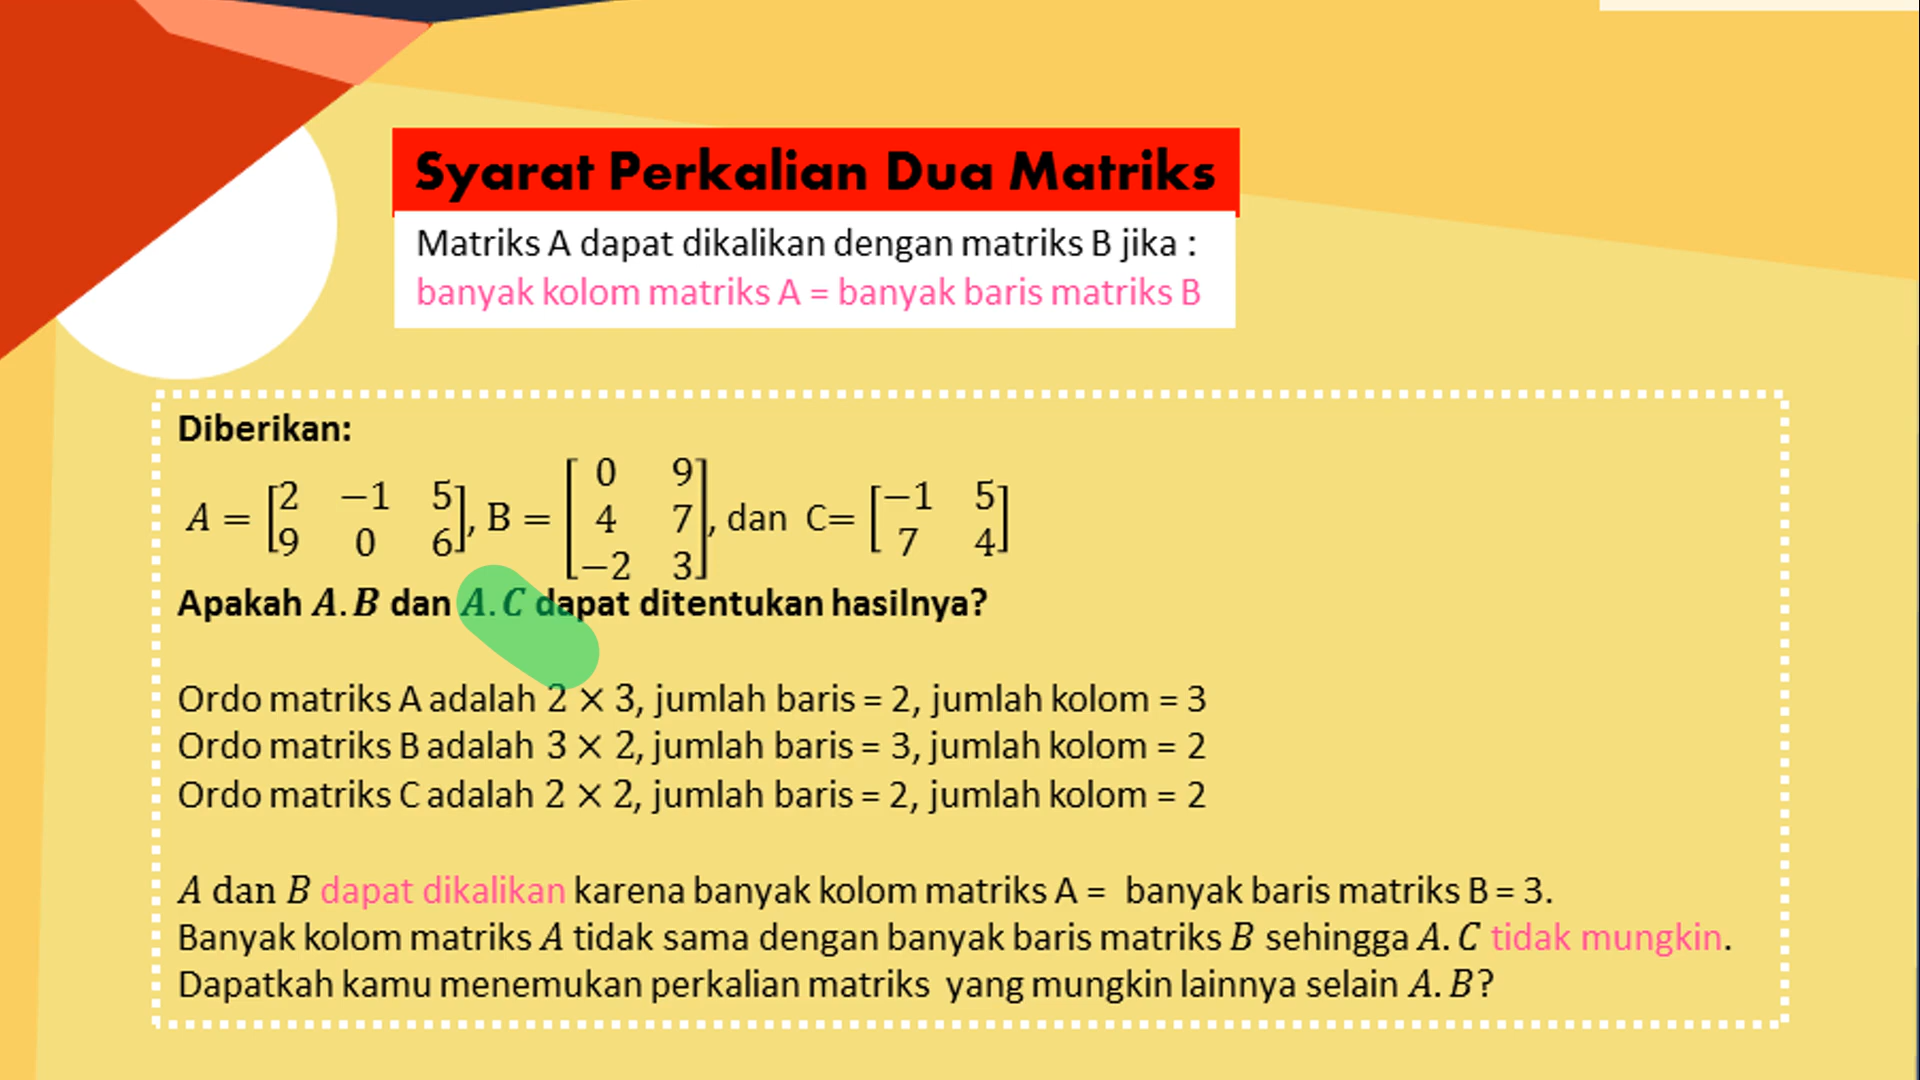 Syarat Perkalian Dua Matriks
Matriks A dapat dikalikan dengan matriks B jika :
banyak kolom matriks A = banyak baris matriks B
Diberikan:
A = [2 −1 5; 9 0 6], B = [0 9; 4 7; −2 3], dan C= [−1 5; 7 4]
Apakah A.B dan A.C dapat ditentukan hasilnya?
Ordo matriks A adalah 2 × 3, jumlah baris = 2, jumlah kolom = 3
Ordo matriks B adalah 3 × 2, jumlah baris = 3, jumlah kolom = 2
Ordo matriks C adalah 2 × 2, jumlah baris = 2, jumlah kolom = 2
A dan B dapat dikalikan karena banyak kolom matriks A = banyak baris matriks B = 3.
Banyak kolom matriks A tidak sama dengan banyak baris matriks B sehingga A.C tidak mungkin.
Dapatkah kamu menemukan perkalian matriks yang mungkin lainnya selain A.B?